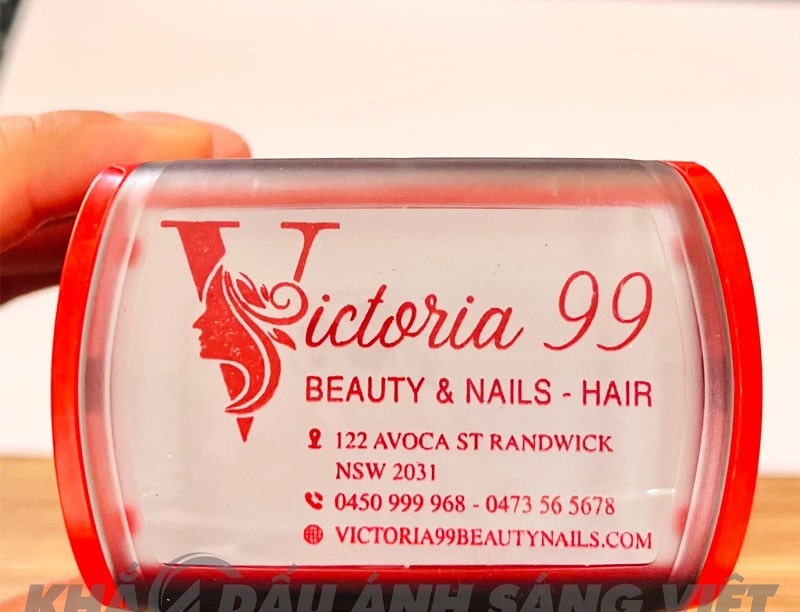 Victoria 99
BEAUTY & NAILS - HAIR
122 AVOCA ST RANDWICK
NSW 2031
0450 999 968 - 0473 56 5678
VICTORIA99BEAUTYNAILS.COM
KHẮC DẤU ÁNH SÁNG VIỆT